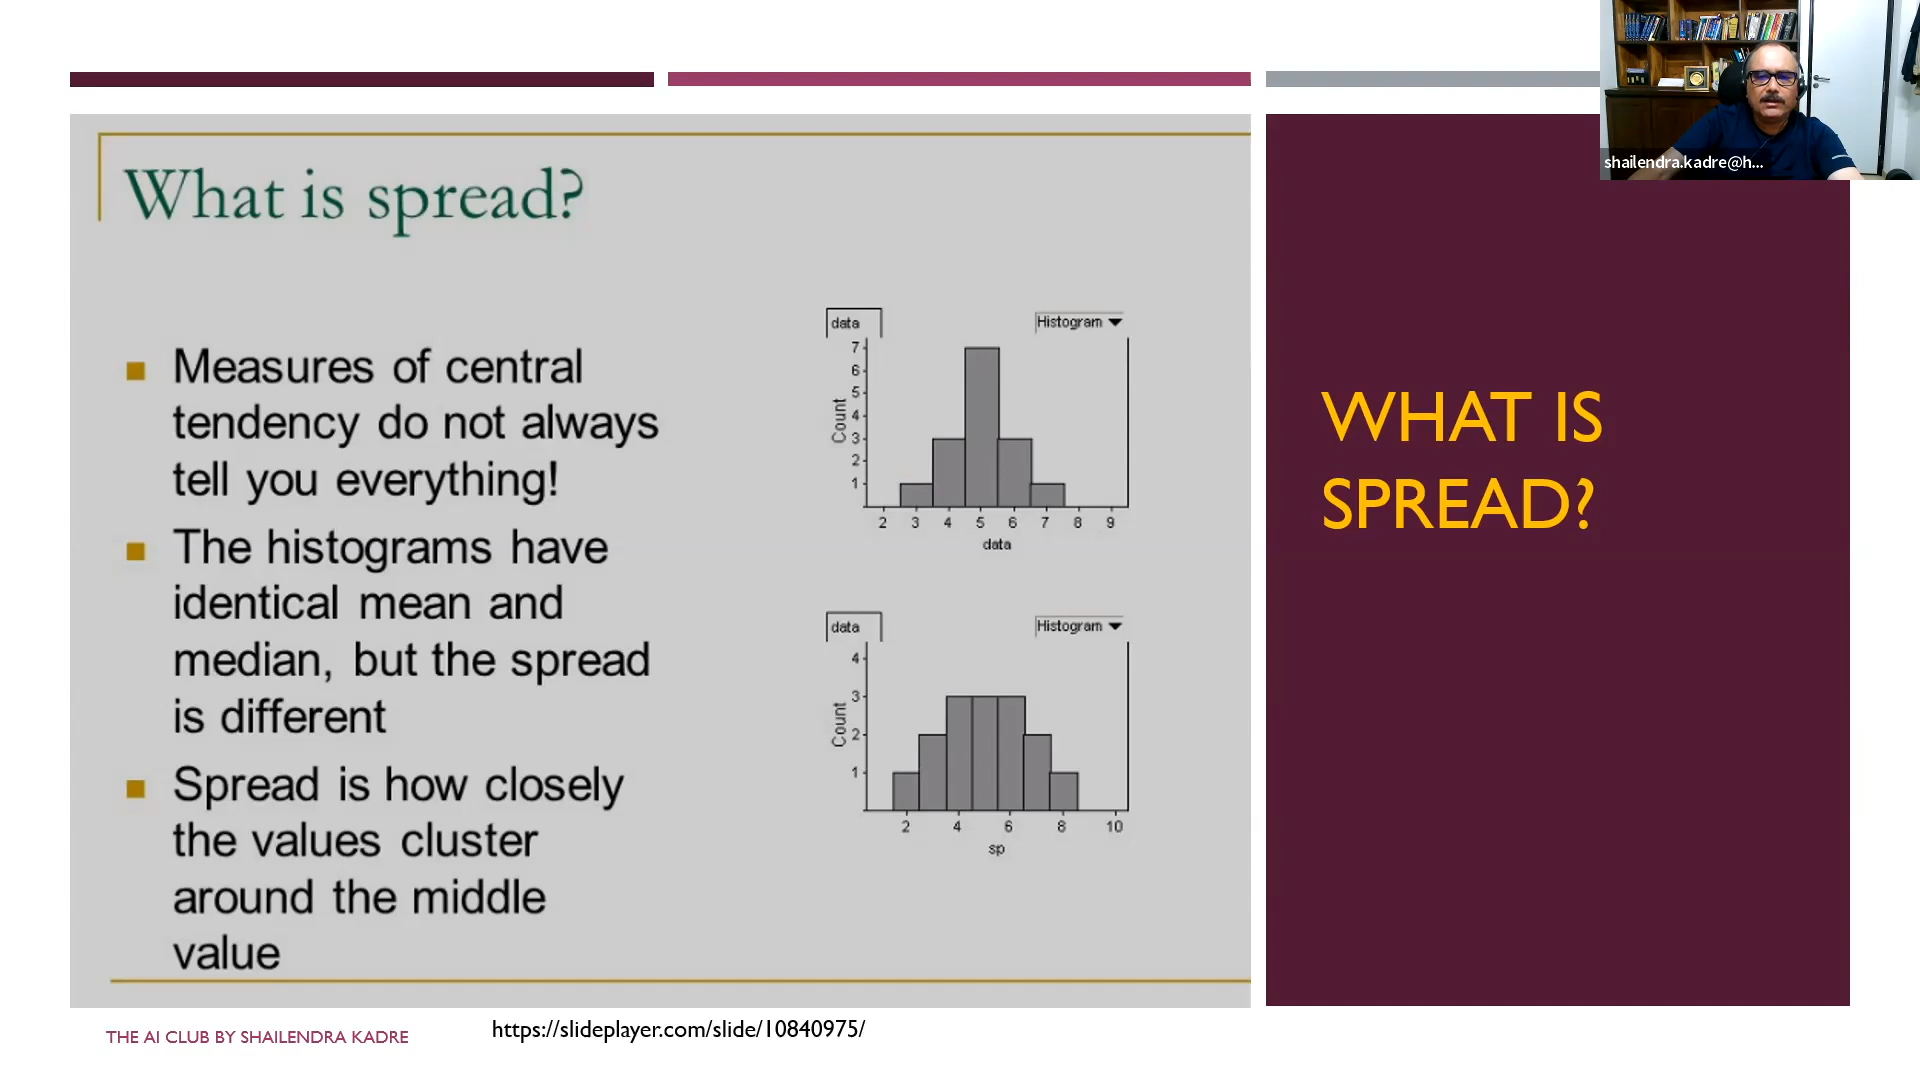 shailendra.kadre@h...
What is spread?
Measures of central
tendency do not always
tell you everything!
The histograms have
identical mean and
median, but the spread
is different
Spread is how closely
the values cluster
around the middle
value
data
Histogram
7
6
5
4
3
2
1
Count
2 3 4 5 6 7 8 9
data
data
Histogram
4
3
2
1
Count
2 4 6 8 10
sp
WHAT IS
SPREAD?
THE AI CLUB BY SHAILENDRA KADRE
https://slideplayer.com/slide/10840975/